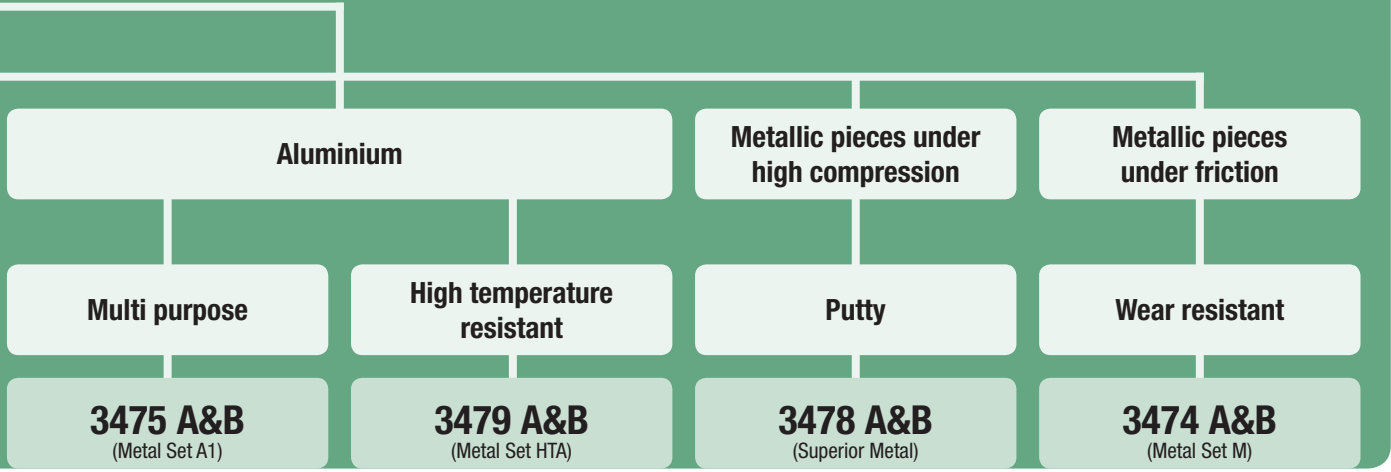 Aluminium
Metallic pieces under
high compression
Metallic pieces
under friction
Multi purpose
High temperature
resistant
Putty
Wear resistant
3475 A&B
(Metal Set A1)
3479 A&B
(Metal Set HTA)
3478 A&B
(Superior Metal)
3474 A&B
(Metal Set M)